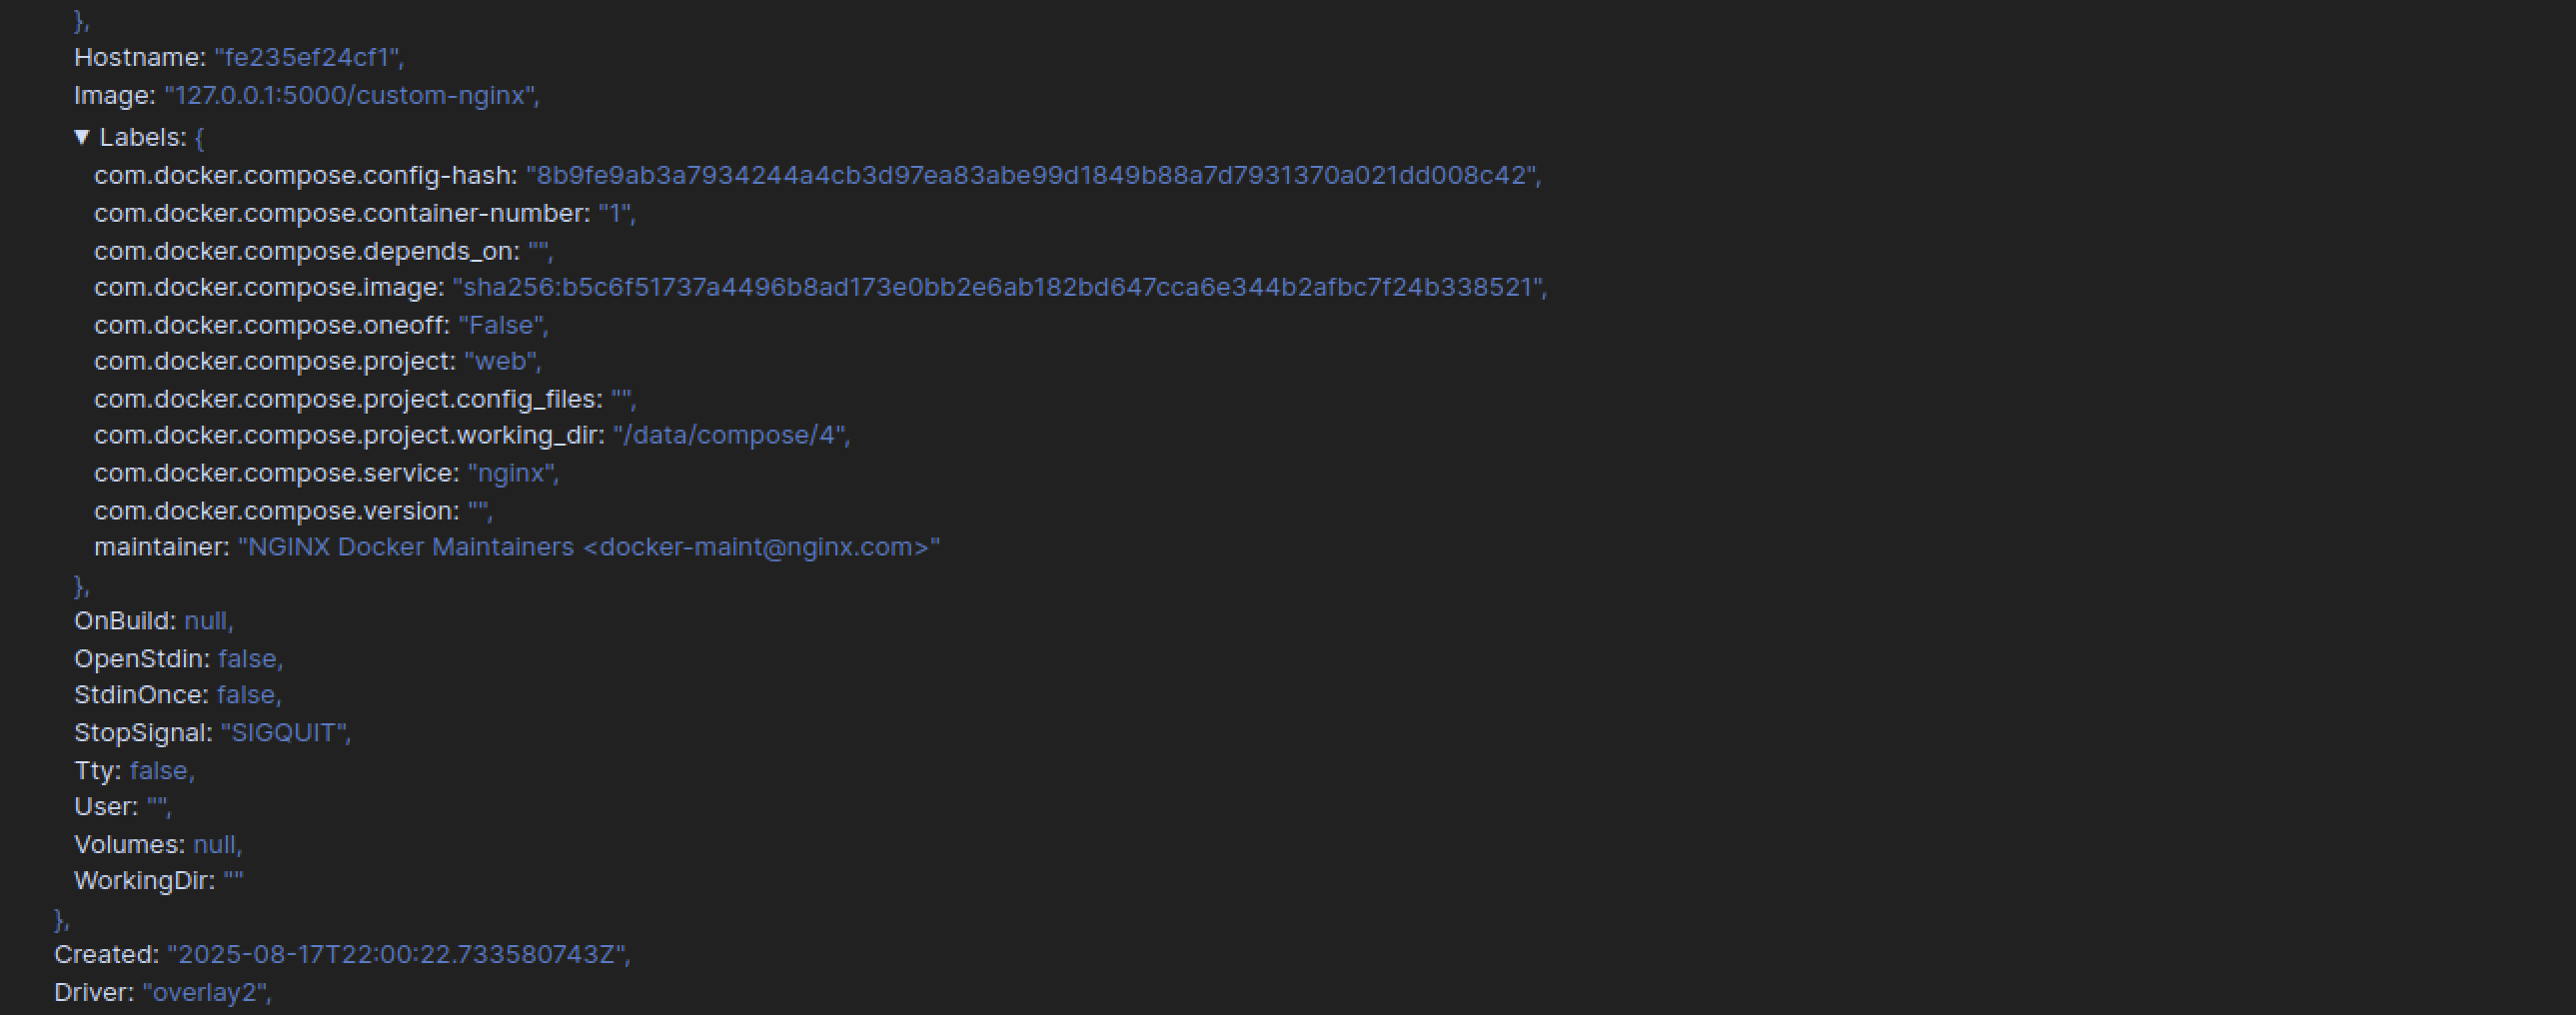 },
Hostname: "fe235ef24cf1",
Image: "127.0.0.1:5000/custom-nginx",
▼ Labels: {
com.docker.compose.config-hash: "8b9fe9ab3a7934244a4cb3d97ea83abe99d1849b88a7d7931370a021dd008c42",
com.docker.compose.container-number: "1",
com.docker.compose.depends_on: "",
com.docker.compose.image: "sha256:b5c6f51737a4496b8ad173e0bb2e6ab182bd647cca6e344b2afbc7f24b338521",
com.docker.compose.oneoff: "False",
com.docker.compose.project: "web",
com.docker.compose.project.config_files: "",
com.docker.compose.project.working_dir: "/data/compose/4",
com.docker.compose.service: "nginx",
com.docker.compose.version: "",
maintainer: "NGINX Docker Maintainers <docker-maint@nginx.com>"
},
OnBuild: null,
OpenStdin: false,
StdinOnce: false,
StopSignal: "SIGQUIT",
Tty: false,
User: "",
Volumes: null,
WorkingDir: ""
},
Created: "2025-08-17T22:00:22.733580743Z",
Driver: "overlay2",